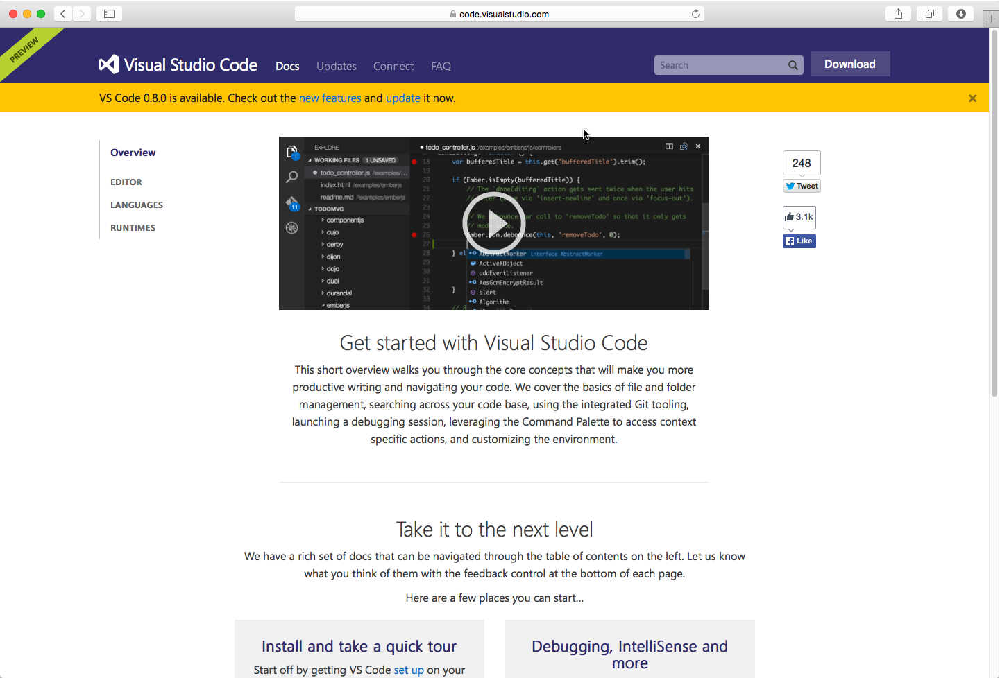 code.visualstudio.com
PREVIEW
Visual Studio Code
Docs
Updates
Connect
FAQ
Search
Download
VS Code 0.8.0 is available. Check out the new features and update it now.
Overview
EDITOR
LANGUAGES
RUNTIMES
EXPLORE
WORKING FILES 1 UNSAVED
todo_controller.js /examples/...
index.html /examples/emberjs
readme.md /examples/emberjs
TODOMVC
componentjs
cujo
derby
dijon
dojo
duel
durandal
emberjs
1
11
todo_controller.js /examples/emberjs/js/controllers
18 var bufferedTitle = this.get('bufferedTitle').trim();
19
20 if (Ember.isEmpty(bufferedTitle)) {
21 // The `doneEditing` action gets sent twice when the user hits
22 // via 'insert-newline' and once via 'focus-out').
23
24 // We our call to 'removeTodo' so that it only gets
25 // made
26 debounce(this, 'removeTodo', 0);
27
28 } el
29
30
31
32 }
33
34 // R
AbstractWorker interface AbstractWorker
ActiveXObject
addEventListener
AesGcmEncryptResult
alert
Algorithm
248
Tweet
3.1k
Like
Get started with Visual Studio Code
This short overview walks you through the core concepts that will make you more
productive writing and navigating your code. We cover the basics of file and folder
management, searching across your code base, using the integrated Git tooling,
launching a debugging session, leveraging the Command Palette to access context
specific actions, and customizing the environment.
Take it to the next level
We have a rich set of docs that can be navigated through the table of contents on the left. Let us know
what you think of them with the feedback control at the bottom of each page.
Here are a few places you can start...
Install and take a quick tour
Start off by getting VS Code set up on your
Debugging, IntelliSense and
more